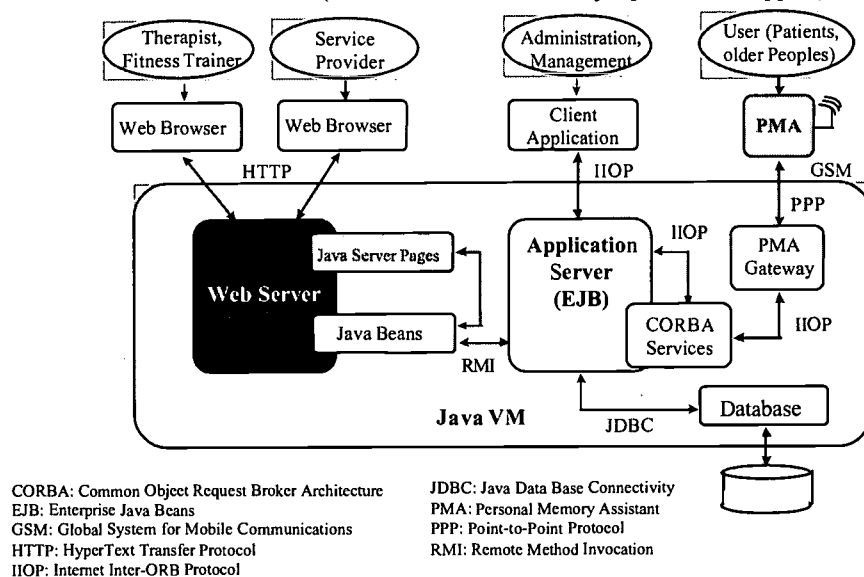 Therapist,
Fitness Trainer
Service
Provider
Administration,
Management
User (Patients,
older Peoples)
Web Browser
Web Browser
Client
Application
PMA
HTTP
IIOP
GSM
PPP
Java Server Pages
Web Server
Java Beans
RMI
Application
Server
(EJB)
IIOP
CORBA
Services
PMA
Gateway
IIOP
Java VM
JDBC
Database
CORBA: Common Object Request Broker Architecture
EJB: Enterprise Java Beans
GSM: Global System for Mobile Communications
HTTP: HyperText Transfer Protocol
IIOP: Internet Inter-ORB Protocol
JDBC: Java Data Base Connectivity
PMA: Personal Memory Assistant
PPP: Point-to-Point Protocol
RMI: Remote Method Invocation